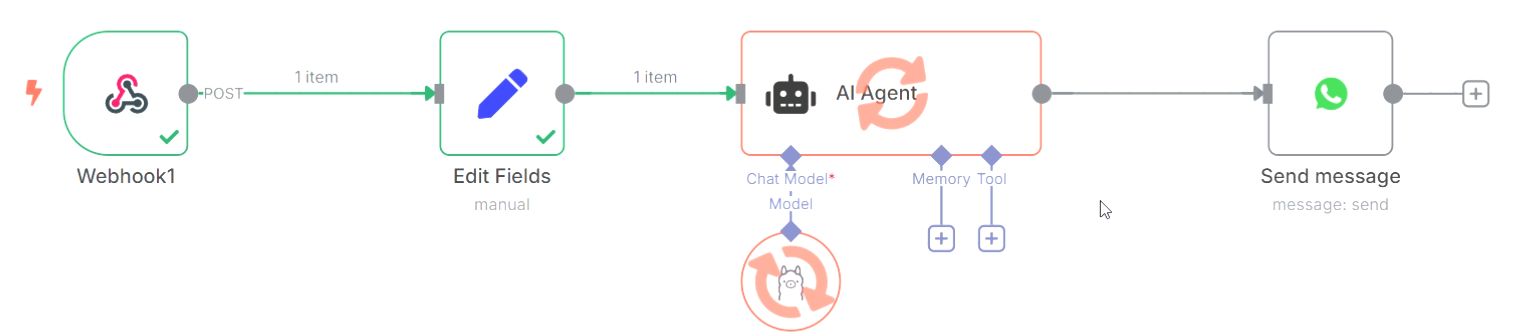 1 item
1 item
POST
AI Agent
Webhook1
Edit Fields
manual
Chat Model*
Model
Memory
Tool
Send message
message: send